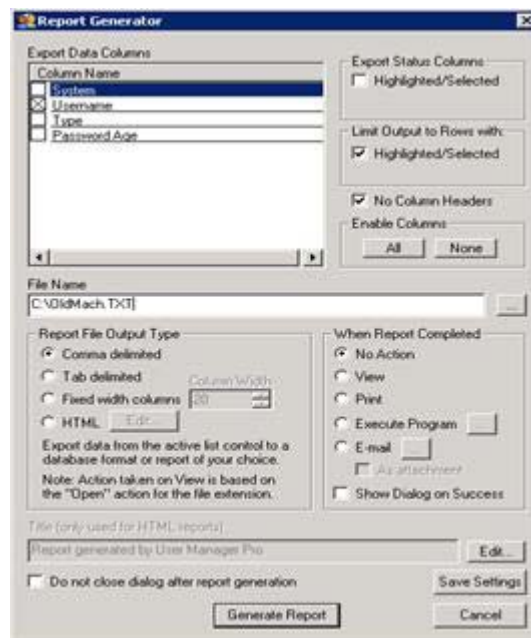 Report Generator
Export Data Columns
Column Name
System
Username
Type
Password Age
Export Status Columns
Highlighted/Selected
Limit Output to Rows with:
Highlighted/Selected
No Column Headers
Enable Columns
All None
File Name
C:\OldMach.TXT
...
Report File Output Type
Comma delimited
Tab delimited
Column Width
Fixed width columns 20
HTML Edit...
Export data from the active list control to a
database format or report of your choice.
Note: Action taken on View is based on
the "Open" action for the file extension.
When Report Completed
No Action
View
Print
Execute Program ...
E-mail ...
As attachment
Show Dialog on Success
Title (only used for HTML reports)
Report generated by User Manager Pro
Edit...
Do not close dialog after report generation
Save Settings
Generate Report
Cancel